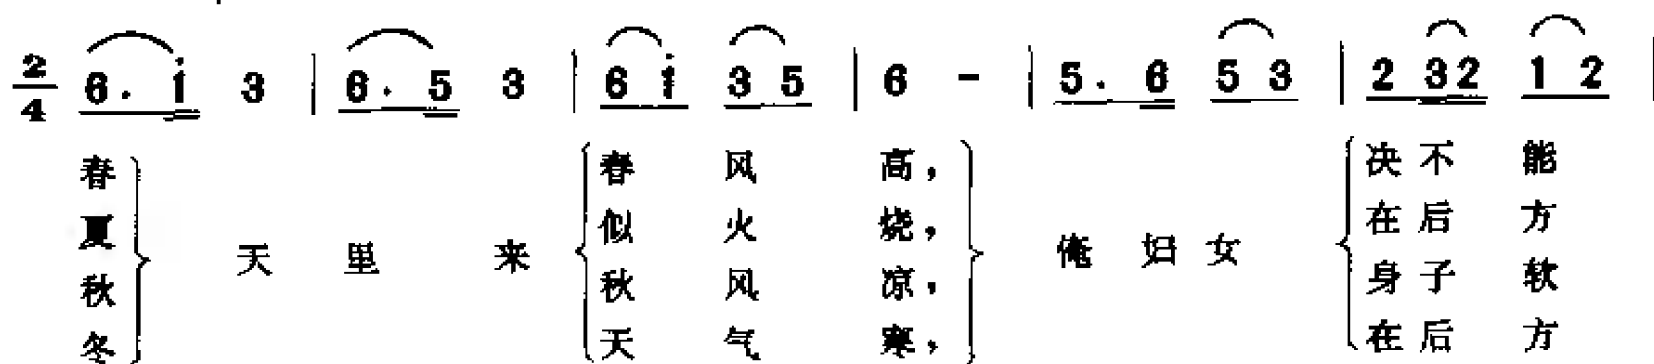 2/4 6. i 3 | 6. 5 3 | 6 i 3 5 | 6 - | 5. 6 5 3 | 2 32 1 2 |
春 春 风 高， 决 不 能
夏 似 火 烧， 在 后 方
天 里 来 俺 妇 女
秋 秋 风 凉， 身 子 软
冬 天 气 寒， 在 后 方